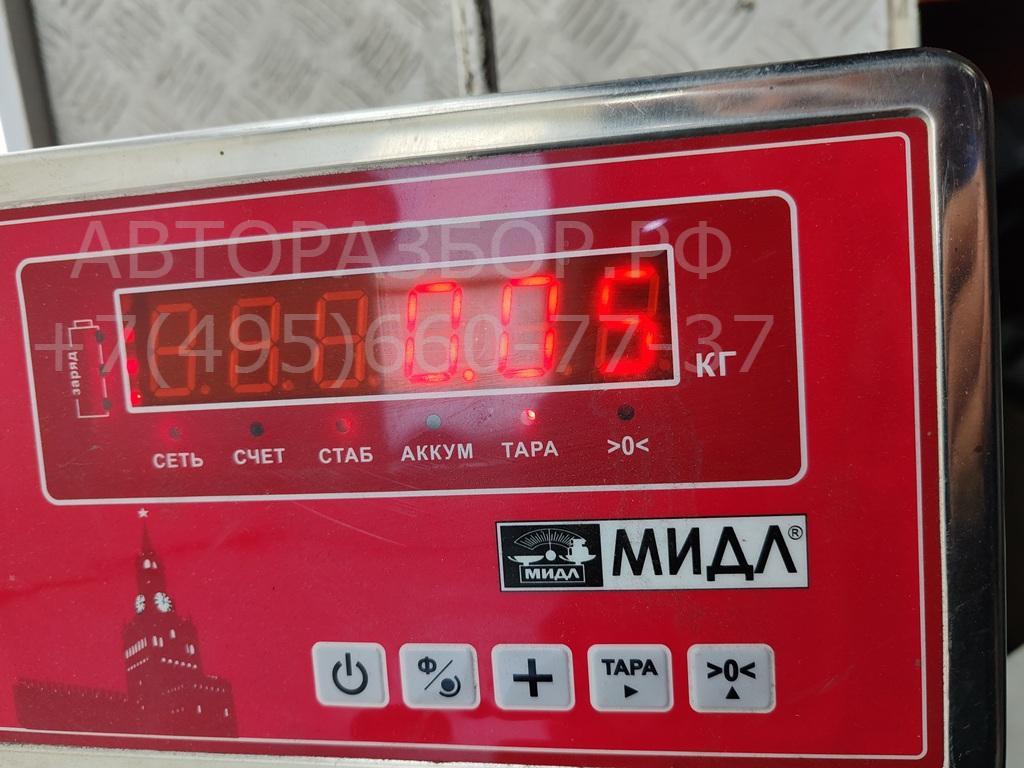 АВТОРАЗБОР.РФ
+7(495)660-77-37
0.05
КГ
заряд
СЕТЬ СЧЕТ СТАБ АККУМ ТАРА >0<
МИДЛ МИДЛ®
Ф ТАРА >0<